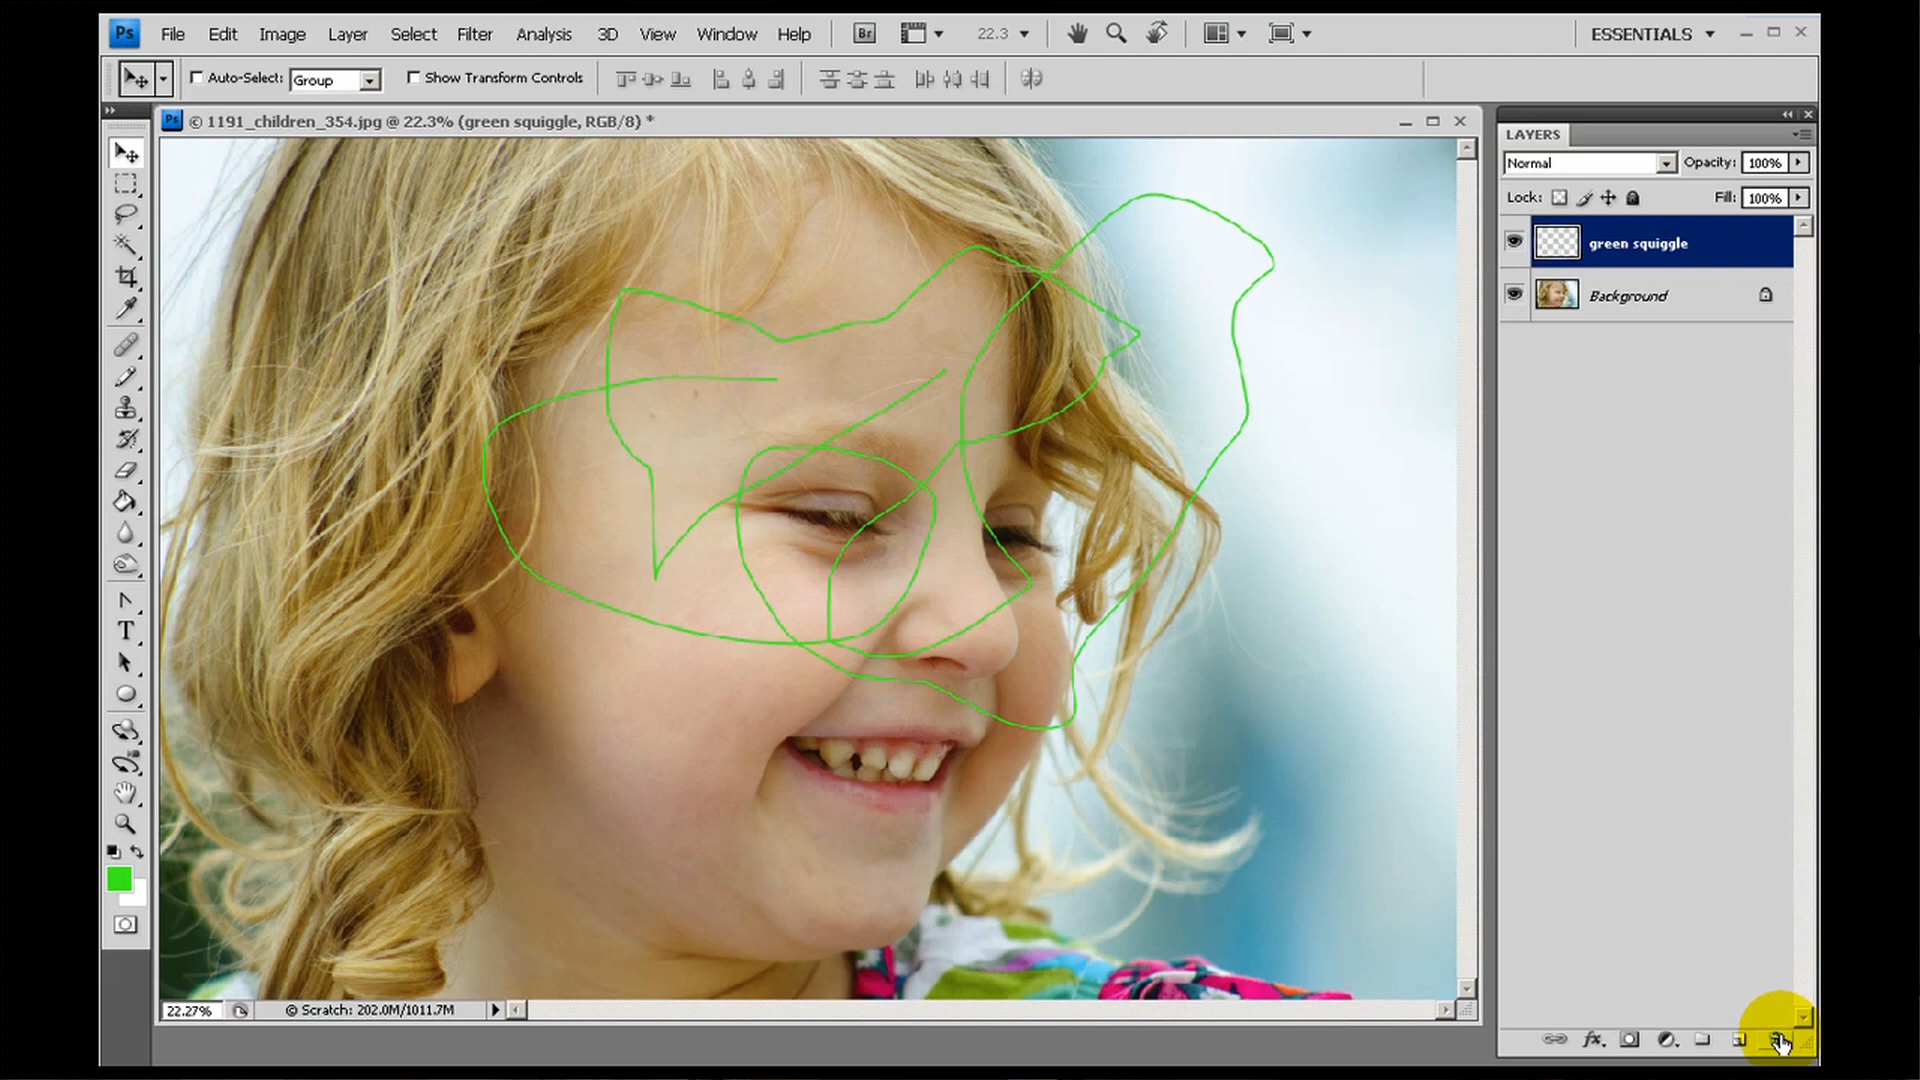 Ps File Edit Image Layer Select Filter Analysis 3D View Window Help Br 22.3 ESSENTIALS
Auto-Select: Group Show Transform Controls
Ps © 1191_children_354.jpg @ 22.3% (green squiggle, RGB/8) *
LAYERS
Normal Opacity: 100%
Lock: Fill: 100%
green squiggle
Background
T
22.27% © Scratch: 202.0M/1011.7M
fx.